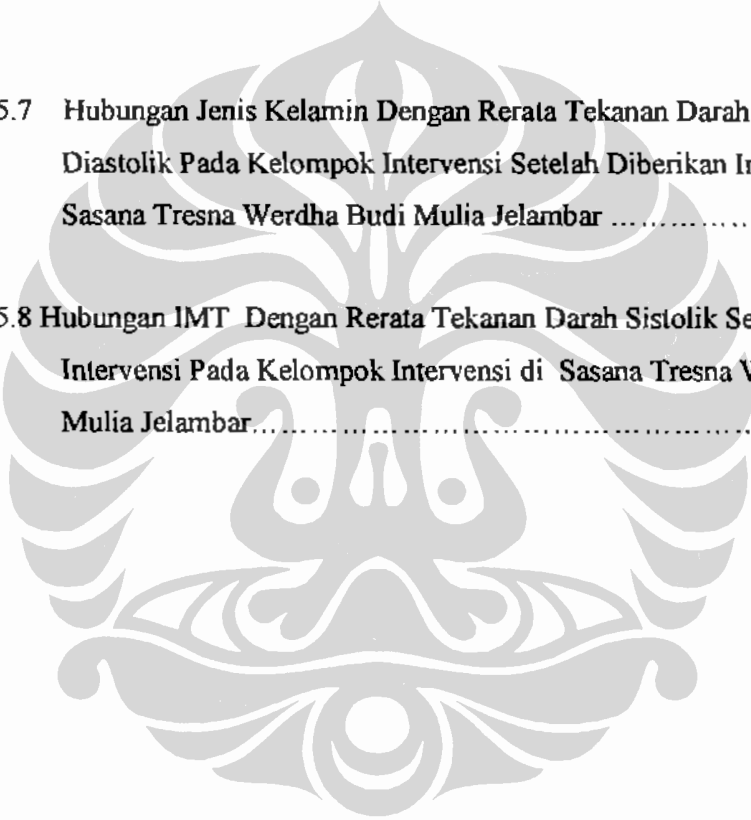 5.7 Hubungan Jenis Kelamin Dengan Rerata Tekanan Darah
Diastolik Pada Kelompok Intervensi Setelah Diberikan
Sasana Tresna Werdha Budi Mulia Jelambar ..................
5.8 Hubungan IMT Dengan Rerata Tekanan Darah Sistolik
Intervensi Pada Kelompok Intervensi di Sasana Tresna
Mulia Jelambar.......................................................